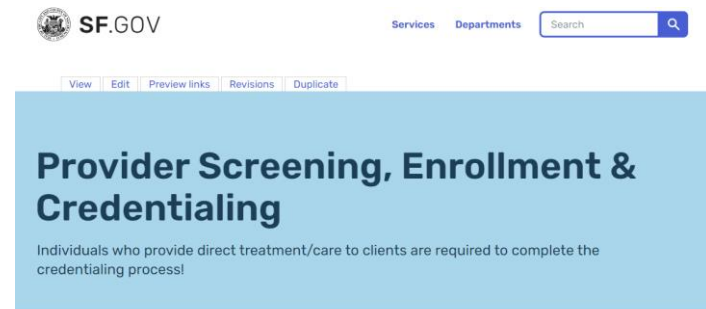 SF.GOV
Services Departments Search
View Edit Preview links Revisions Duplicate
Provider Screening, Enrollment &
Credentialing
Individuals who provide direct treatment/care to clients are required to complete the
credentialing process!